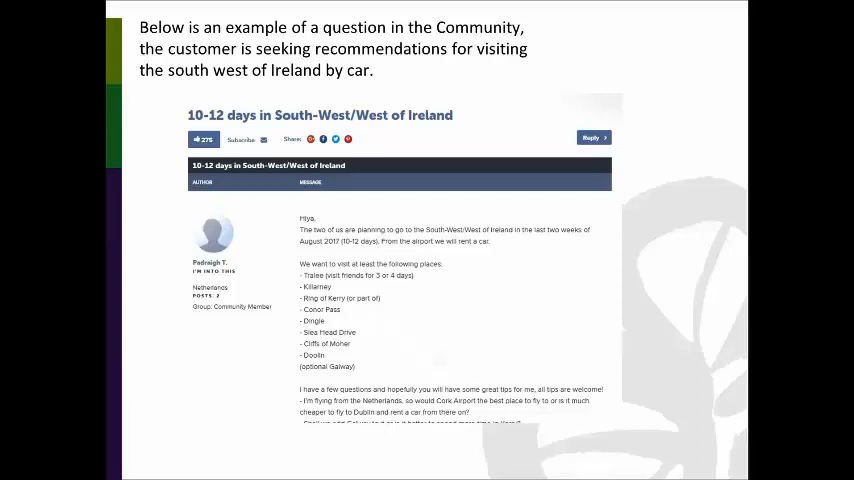 Below is an example of a question in the Community,
the customer is seeking recommendations for visiting
the south west of Ireland by car.
10-12 days in South-West/West of Ireland
275
Subscribe
Share:
Reply
10-12 days in South-West/West of Ireland
AUTHOR
MESSAGE
Padraigh T.
I'M INTO THIS
Netherlands
POSTS: 2
Group: Community Member
Hiya,
The two of us are planning to go to the South-West/West of Ireland in the last two weeks of
August 2017 (10-12 days). From the airport we will rent a car.
We want to visit at least the following places:
- Tralee (visit friends for 3 or 4 days)
- Killarney
- Ring of Kerry (or part of)
- Conor Pass
- Dingle
- Slea Head Drive
- Cliffs of Moher
- Doolin
(optional Galway)
I have a few questions and hopefully you will have some great tips for me, all tips are welcome!
- I'm flying from the Netherlands, so would Cork Airport the best place to fly to or is it much
cheaper to fly to Dublin and rent a car from there on?